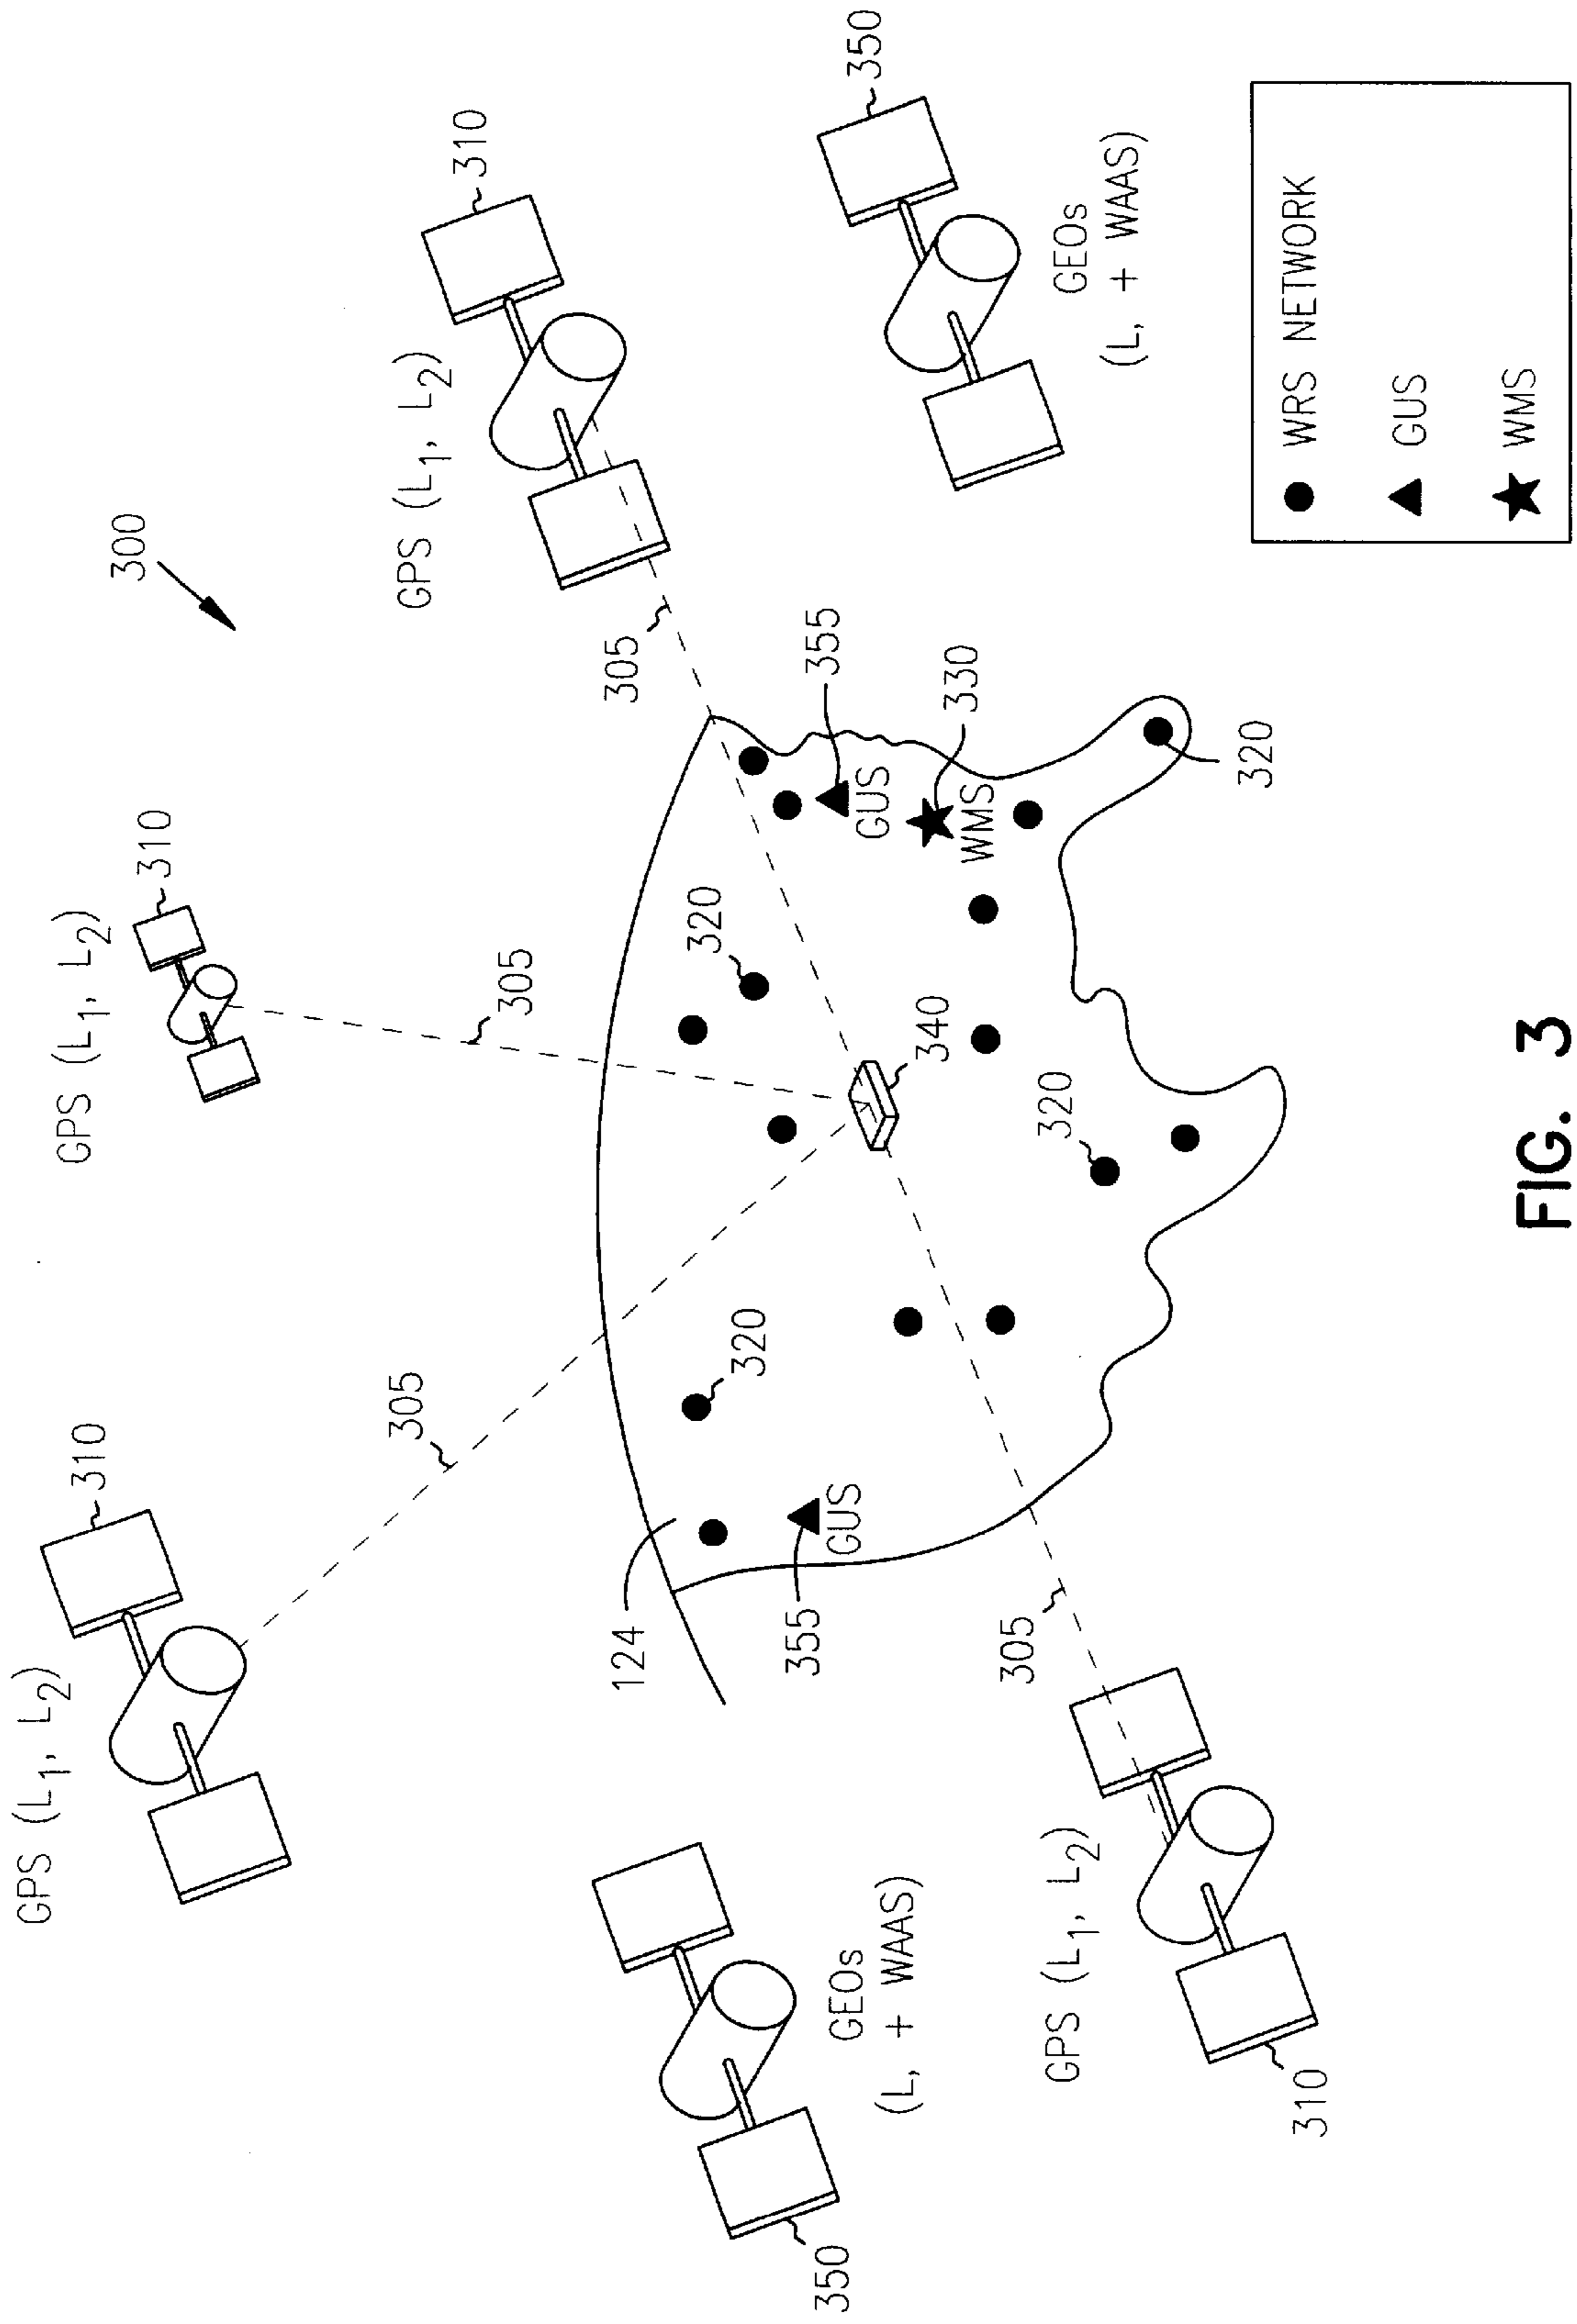 300
310
GPS (L1, L2)
310
GPS (L1, L2)
GPS (L1, L2)
310
305
305
305
350
GEOs
(L, + WAAS)
350
GEOs
(L, + WAAS)
124
320
320
355
GUS
355
GUS
330
WMS
340
320
320
305
GPS (L1, L2)
310
WRS NETWORK
GUS
WMS
FIG. 3